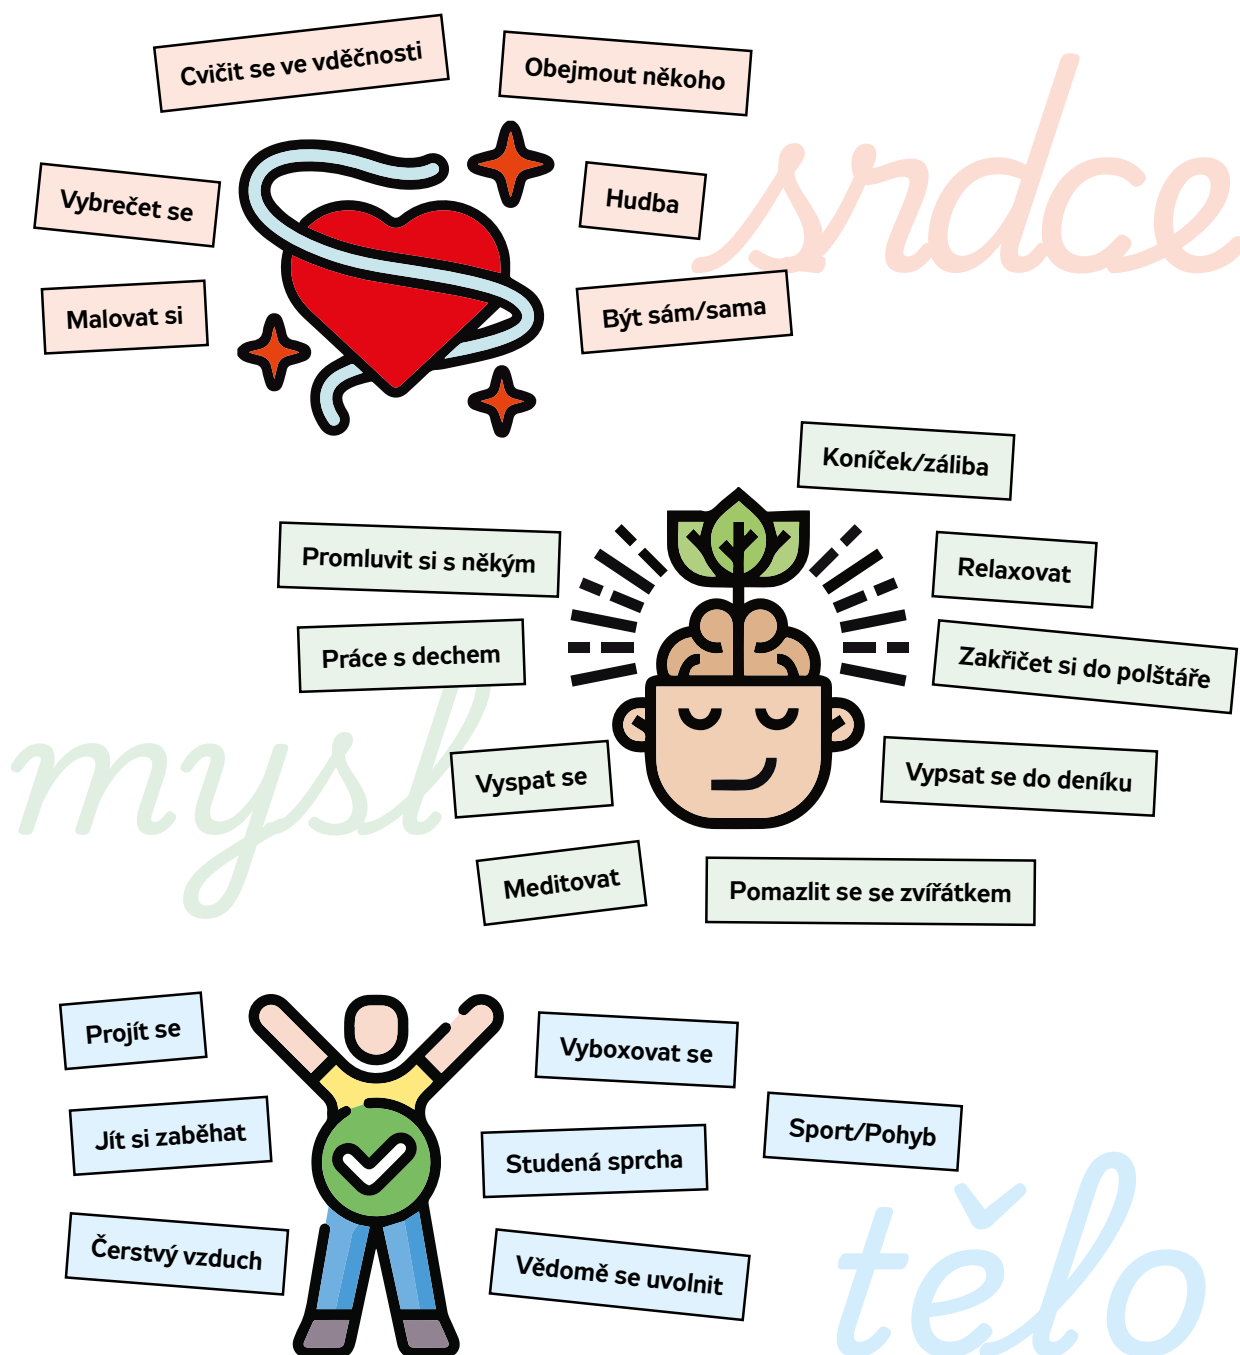 Cvičit se ve vděčnosti
Obejmout někoho
srdce
Vybrečet se
Hudba
Malovat si
Být sám/sama
Koníček/záliba
Promluvit si s někým
Relaxovat
Práce s dechem
Zakřičet si do polštáře
mysl
Vyspat se
Vypsat se do deníku
Meditovat
Pomazlit se se zvířátkem
Projít se
Vyboxovat se
Jít si zaběhat
Studená sprcha
Sport/Pohyb
Čerstvý vzduch
Vědomě se uvolnit
tělo